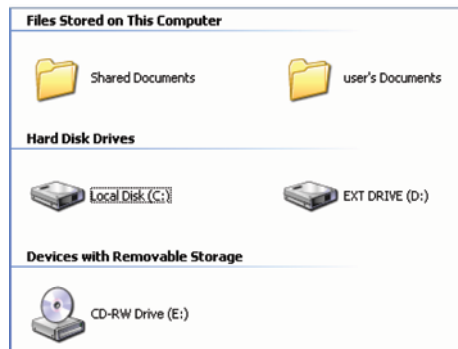 Files Stored on This Computer
Shared Documents
user's Documents
Hard Disk Drives
Local Disk (C:)
EXT DRIVE (D:)
Devices with Removable Storage
CD-RW Drive (E:)